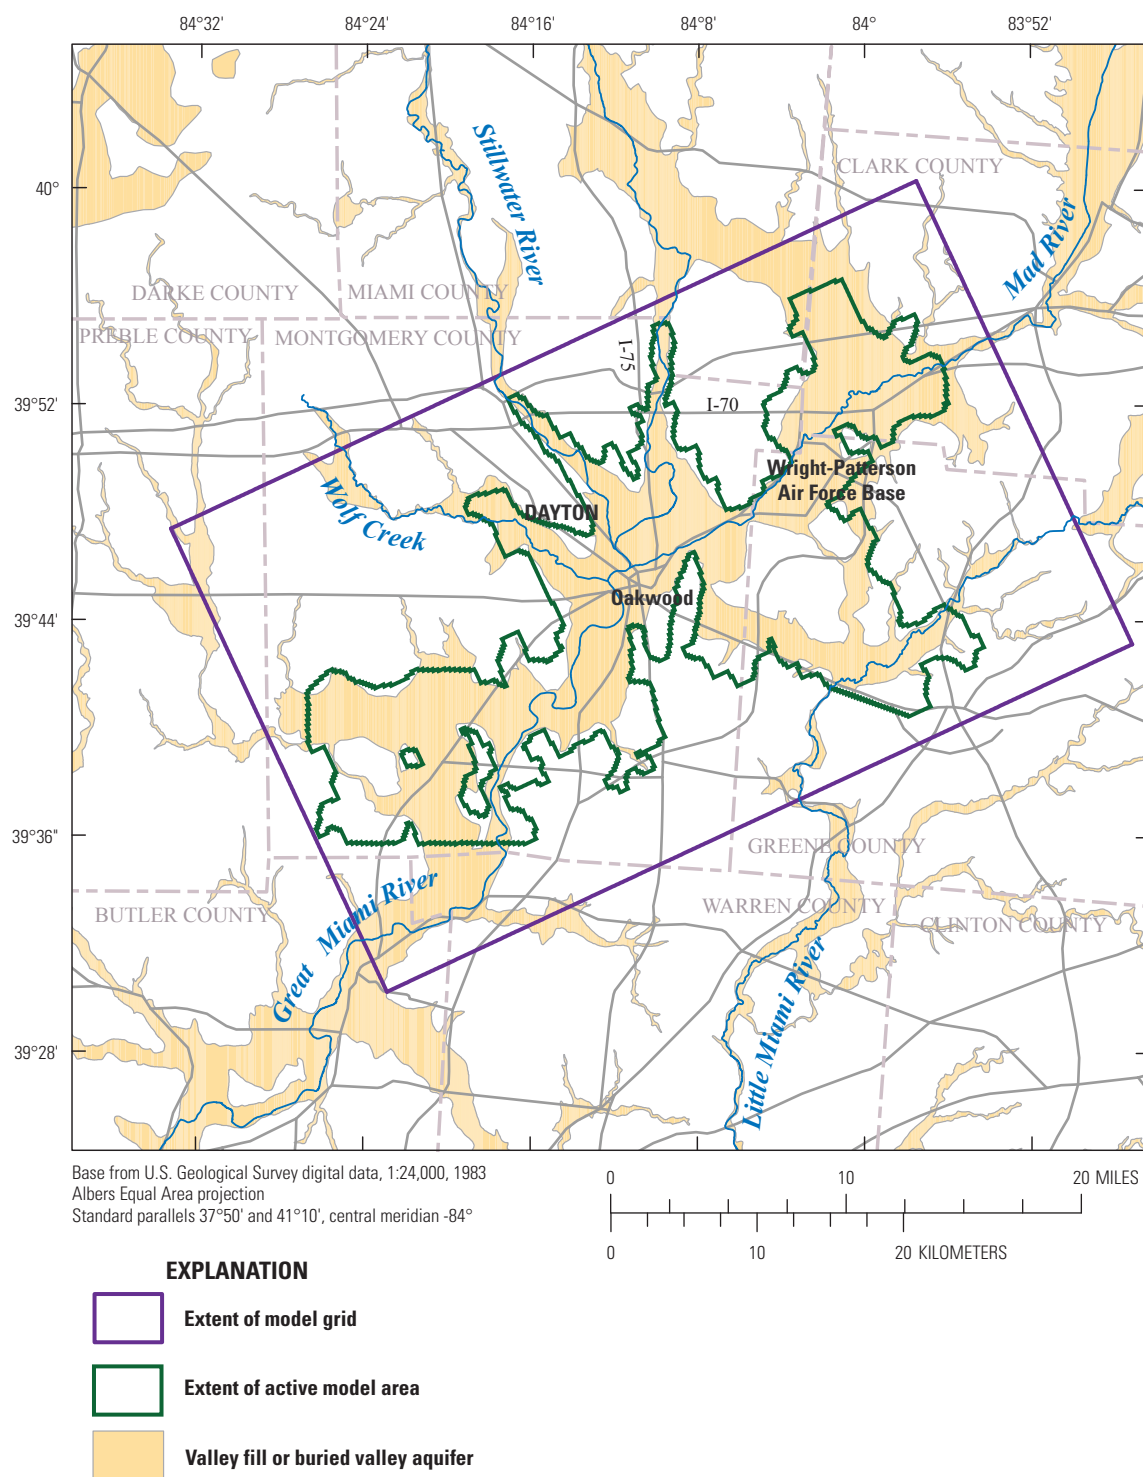 84°32' 84°24' 84°16' 84°8' 84° 83°52'
Stillwater River
CLARK COUNTY
40°
Mad River
DARKE COUNTY
MIAMI COUNTY
PREBLE COUNTY
MONTGOMERY COUNTY
I-75
39°52'
I-70
Wright-Patterson
Air Force Base
Wolf Creek
DAYTON
Oakwood
39°44'
39°36"
GREENE COUNTY
Great Miami River
BUTLER COUNTY
WARREN COUNTY
CLINTON COUNTY
Little Miami River
39°28'
Base from U.S. Geological Survey digital data, 1:24,000, 1983
Albers Equal Area projection
Standard parallels 37°50' and 41°10', central meridian -84°
0 10 20 MILES
0 10 20 KILOMETERS
EXPLANATION
Extent of model grid
Extent of active model area
Valley fill or buried valley aquifer